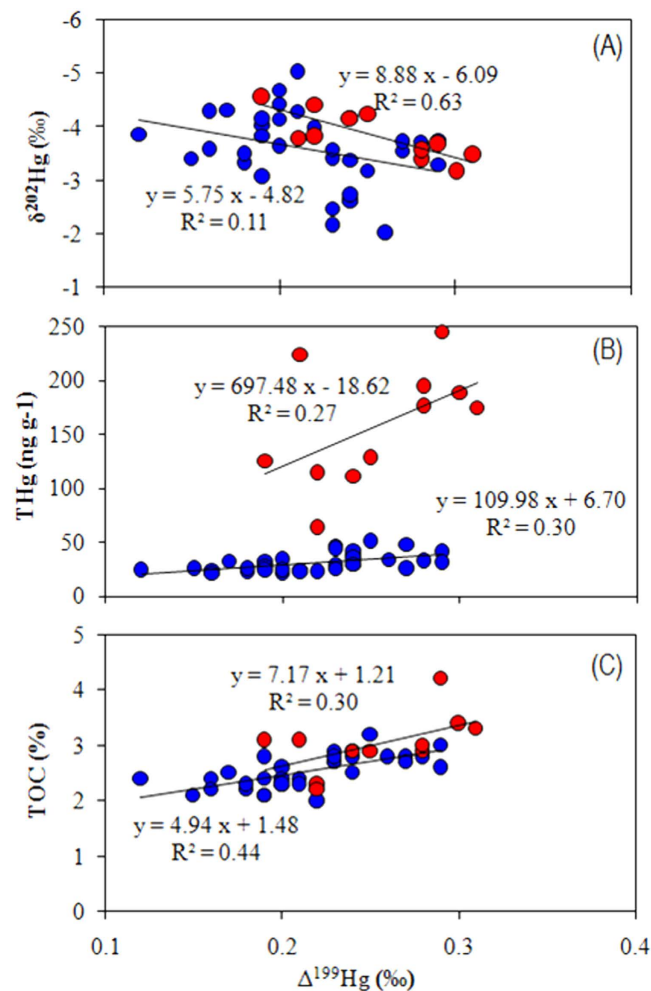 -6
(A)
-5
y = 8.88 x - 6.09
R² = 0.63
-4
δ²⁰²Hg (‰)
-3
y = 5.75 x - 4.82
R² = 0.11
-2
-1
250
(B)
200
y = 697.48 x - 18.62
R² = 0.27
150
THg (ng g-1)
100
y = 109.98 x + 6.70
R² = 0.30
50
0
5
(C)
y = 7.17 x + 1.21
R² = 0.30
4
3
TOC (%)
2
y = 4.94 x + 1.48
R² = 0.44
1
0
0.1 0.2 0.3 0.4
Δ¹⁹⁹Hg (‰)